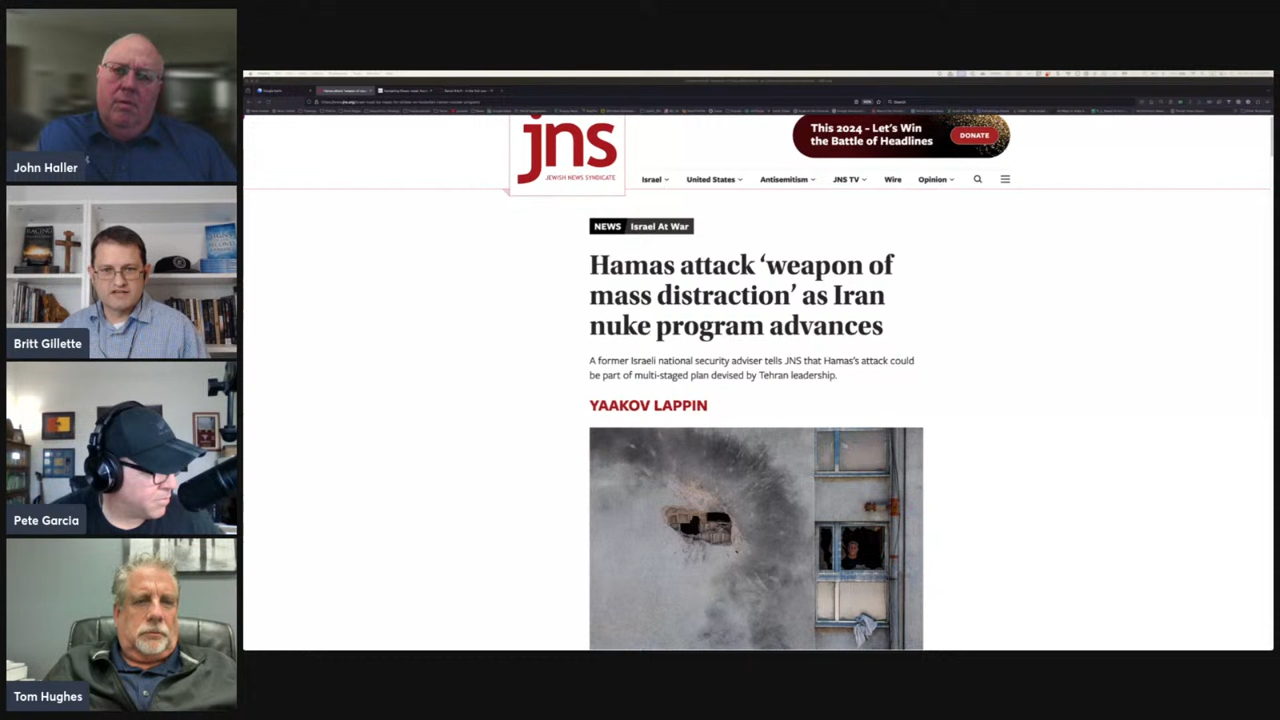 John Haller
Britt Gillette
Pete Garcia
Tom Hughes
jns
JEWISH NEWS SYNDICATE
This 2024 - Let's Win
the Battle of Headlines
DONATE
Israel
United States
Antisemitism
JNS TV
Wire
Opinion
NEWS
Israel At War
Hamas attack ‘weapon of
mass distraction’ as Iran
nuke program advances
A former Israeli national security adviser tells JNS that Hamas’s attack could
be part of multi-staged plan devised by Tehran leadership.
YAAKOV LAPPIN